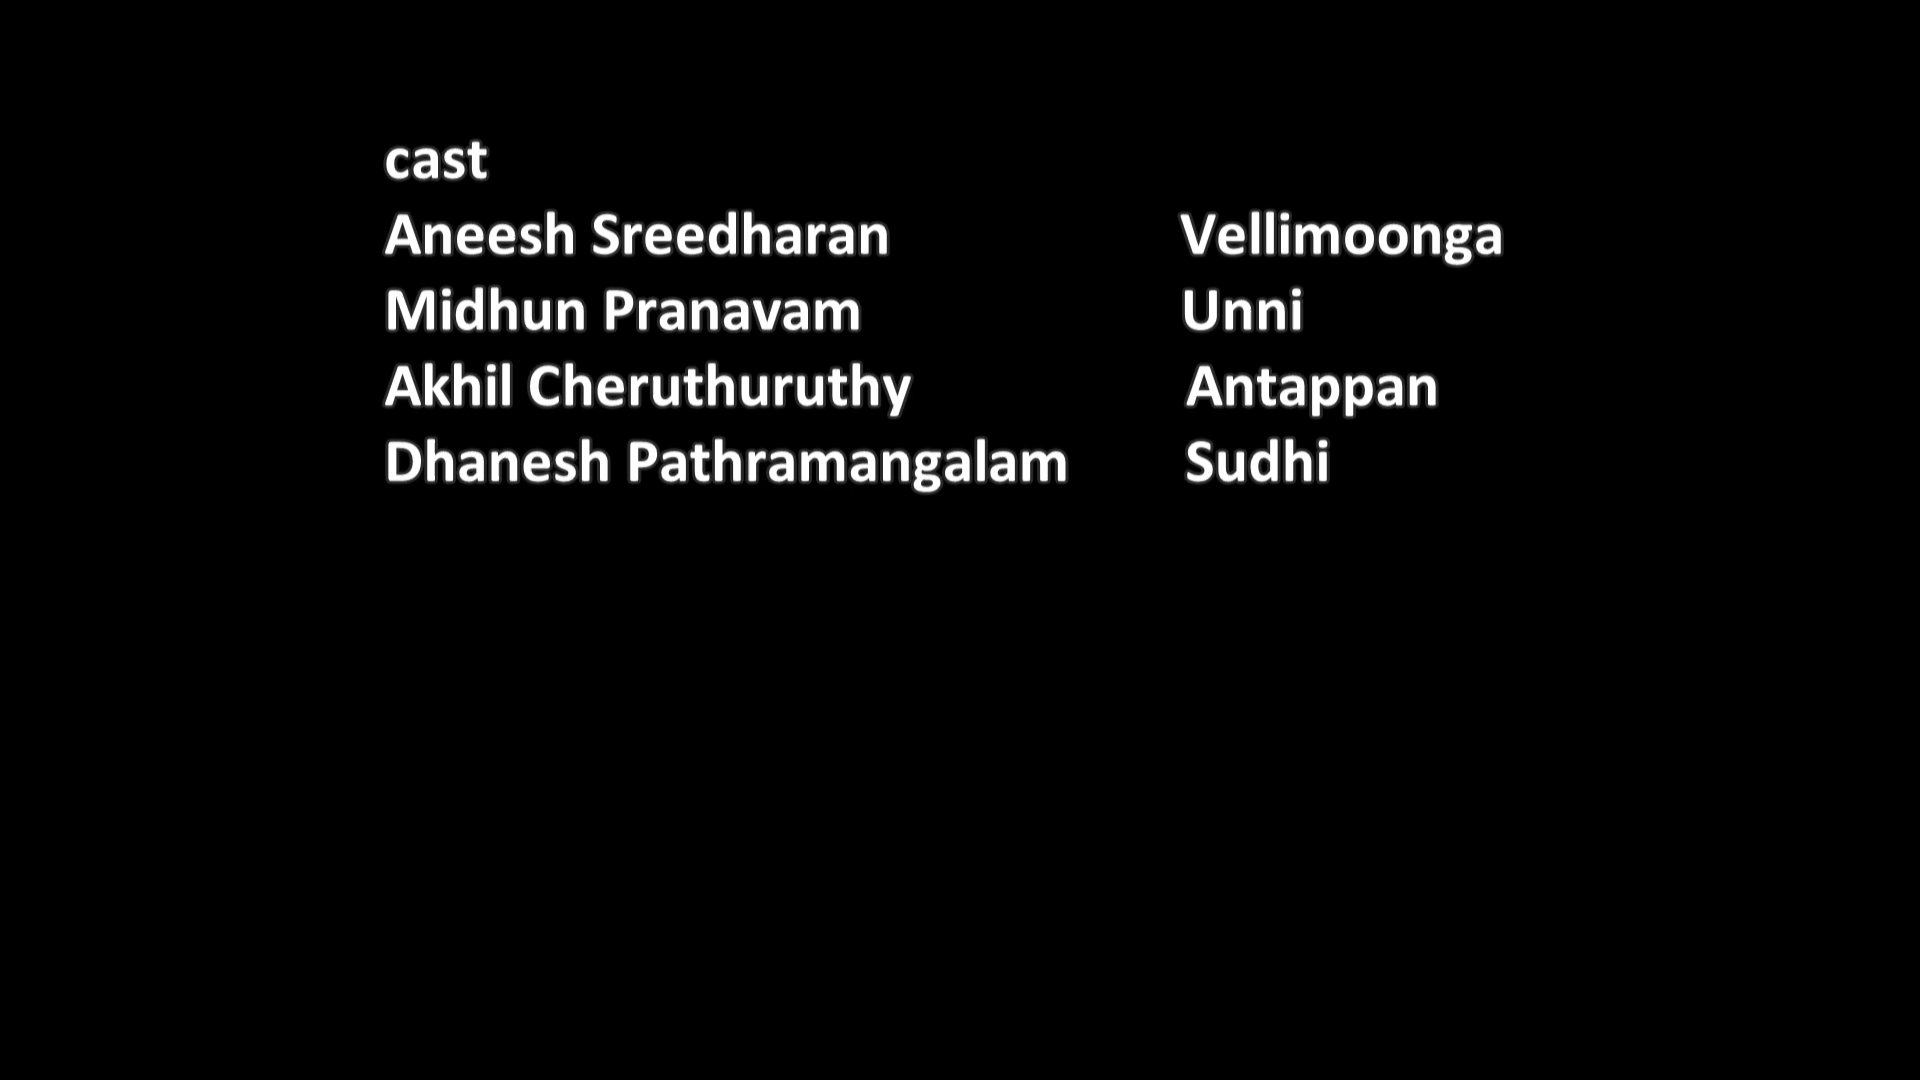 cast
Aneesh Sreedharan Vellimoonga
Midhun Pranavam Unni
Akhil Cheruthuruthy Antappan
Dhanesh Pathramangalam Sudhi